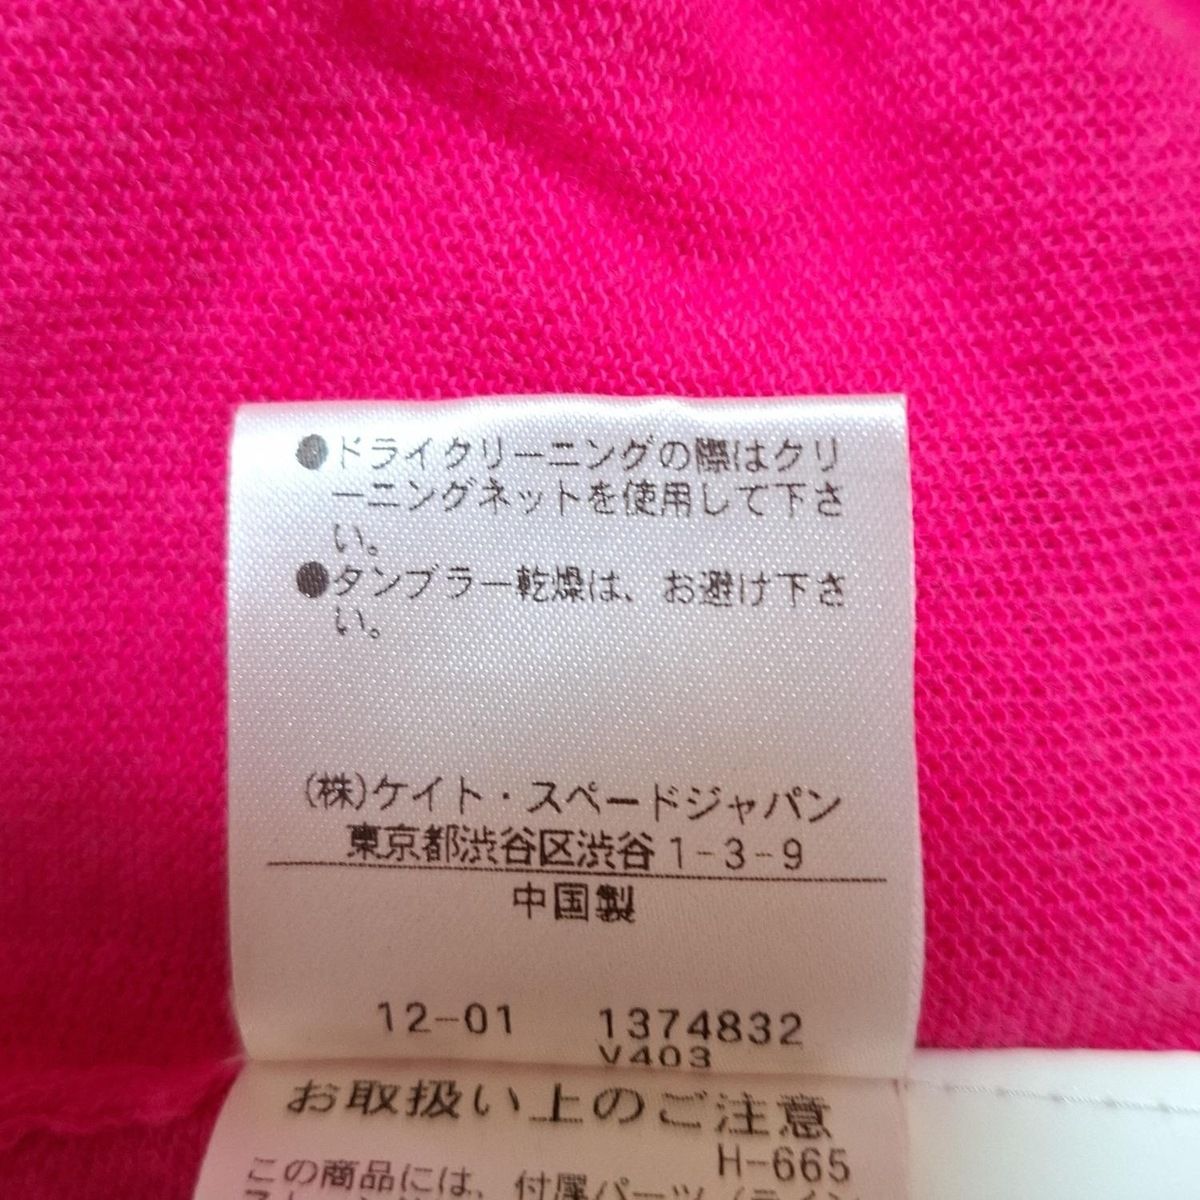 ●ドライクリーニングの際はクリ
ーニングネットを使用して下さ
い。
●タンブラー乾燥は、お避け下さ
い。
(株)ケイト・スペードジャパン
東京都渋谷区渋谷1-3-9
中国製
12-01 1374832
V403
お取扱い上のご注意
H-665
この商品には、付属パーツ